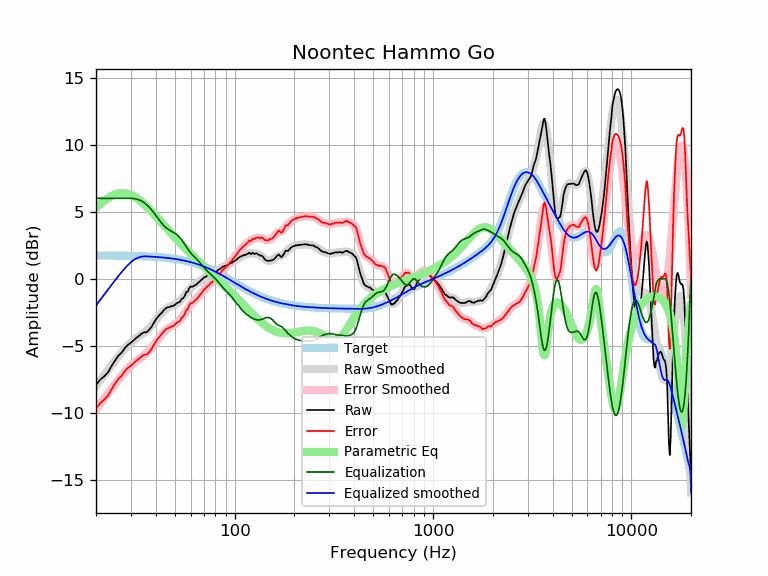 Noontec Hammo Go
Amplitude (dBr)
15
10
5
0
−5
−10
−15
100
1000
10000
Frequency (Hz)
Target
Raw Smoothed
Error Smoothed
Raw
Error
Parametric Eq
Equalization
Equalized smoothed